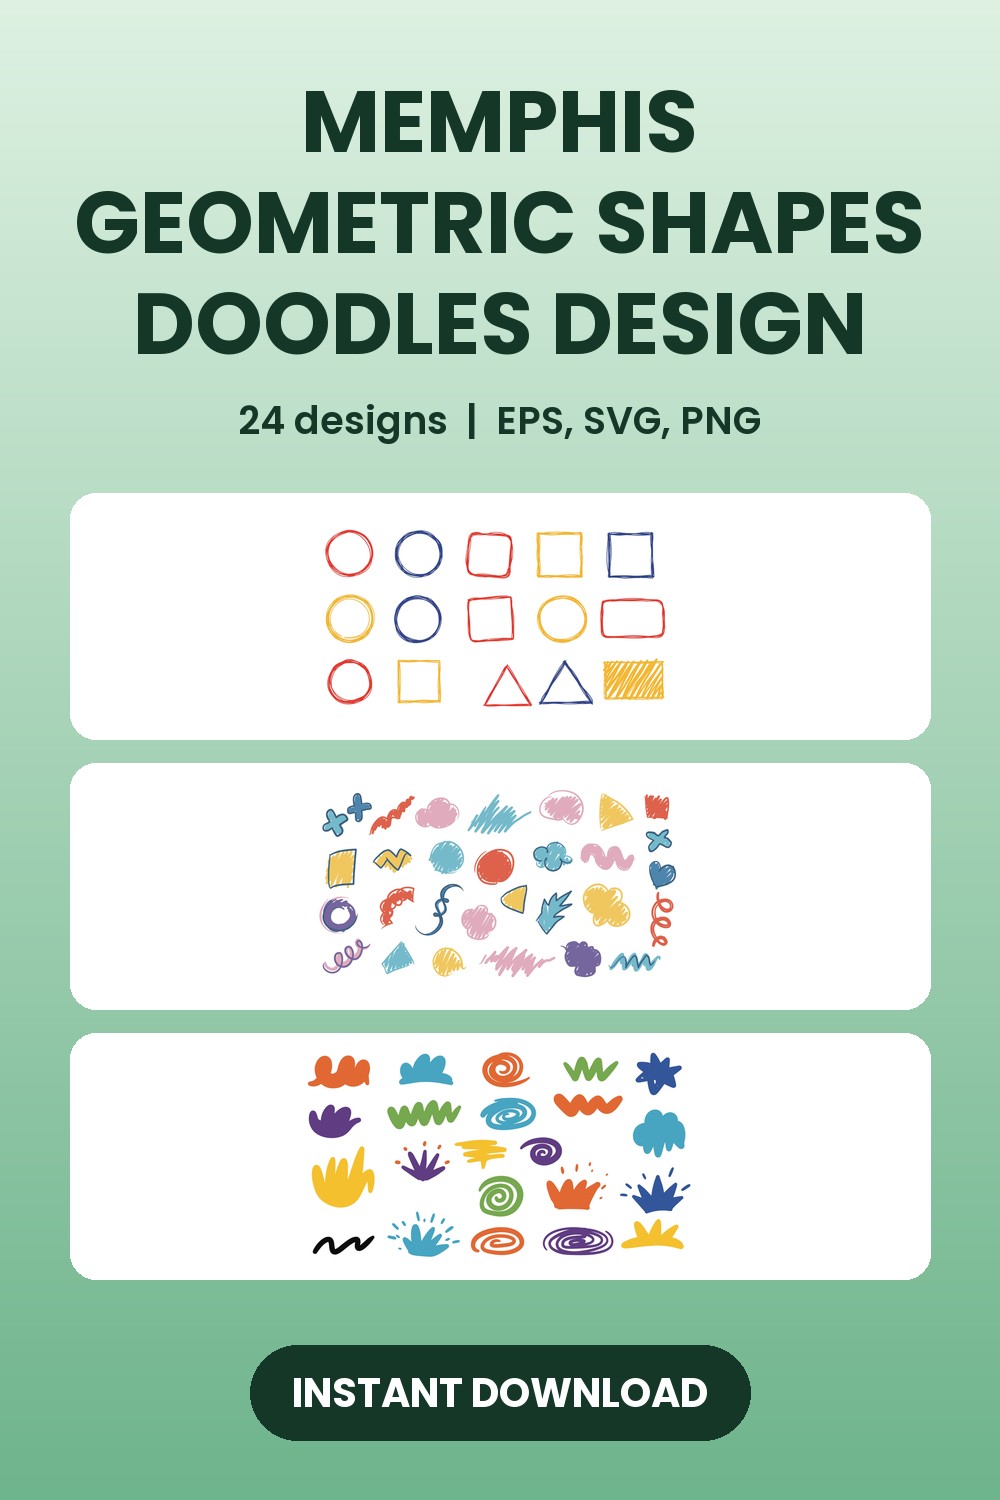 MEMPHIS
GEOMETRIC SHAPES
DOODLES DESIGN
24 designs | EPS, SVG, PNG
INSTANT DOWNLOAD